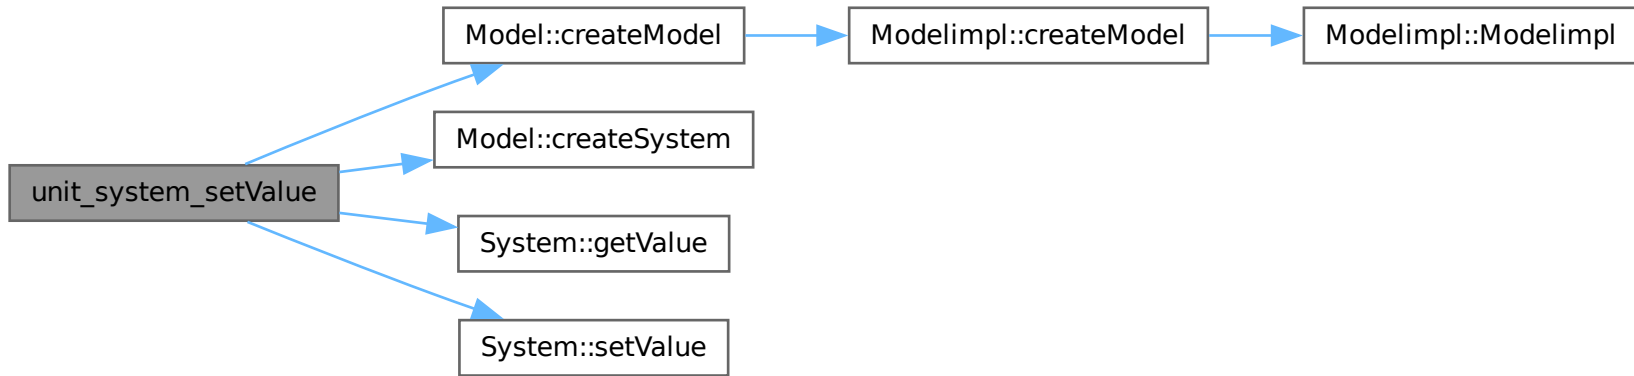 Model::createModel
Modelimpl::createModel
Modelimpl::Modelimpl
Model::createSystem
unit_system_setValue
System::getValue
System::setValue